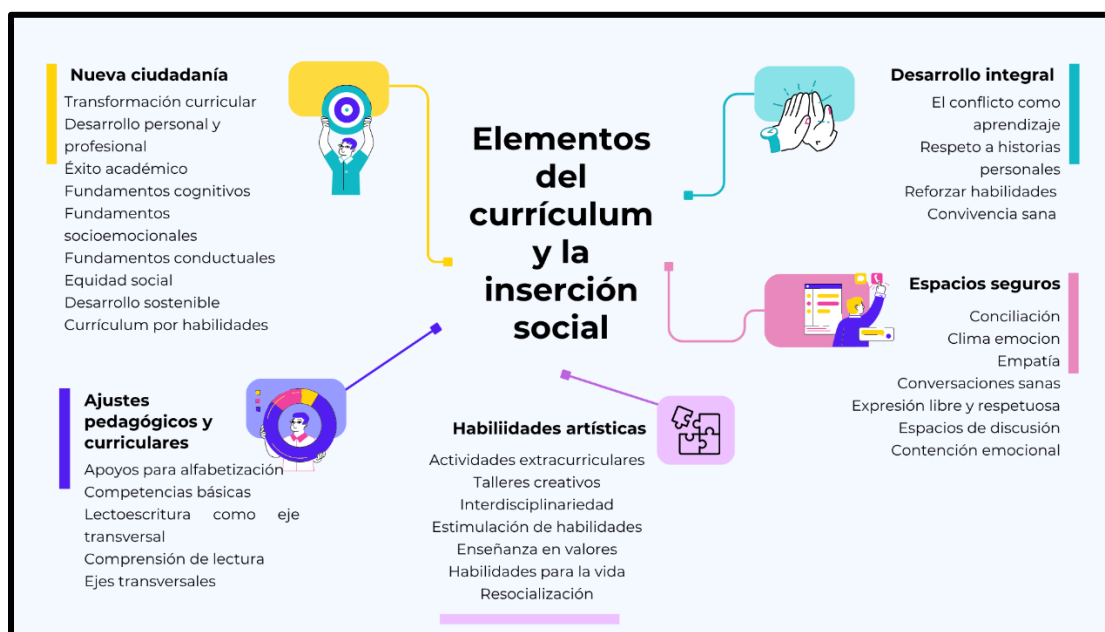 Elementos
del
currículum
y la
inserción
social
Nueva ciudadanía
Transformación curricular
Desarrollo personal y
profesional
Éxito académico
Fundamentos cognitivos
Fundamentos
socioemocionales
Fundamentos conductuales
Equidad social
Desarrollo sostenible
Currículum por habilidades
Ajustes
pedagógicos y
curriculares
Apoyos para alfabetización
Competencias básicas
Lectoescritura como eje
transversal
Comprensión de lectura
Ejes transversales
Habiliidades artísticas
Actividades extracurriculares
Talleres creativos
Interdisciplinariedad
Estimulación de habilidades
Enseñanza en valores
Habilidades para la vida
Resocialización
Desarrollo integral
El conflicto como
aprendizaje
Respeto a historias
personales
Reforzar habilidades
Convivencia sana
Espacios seguros
Conciliación
Clima emocion
Empatía
Conversaciones sanas
Expresión libre y respetuosa
Espacios de discusión
Contención emocional